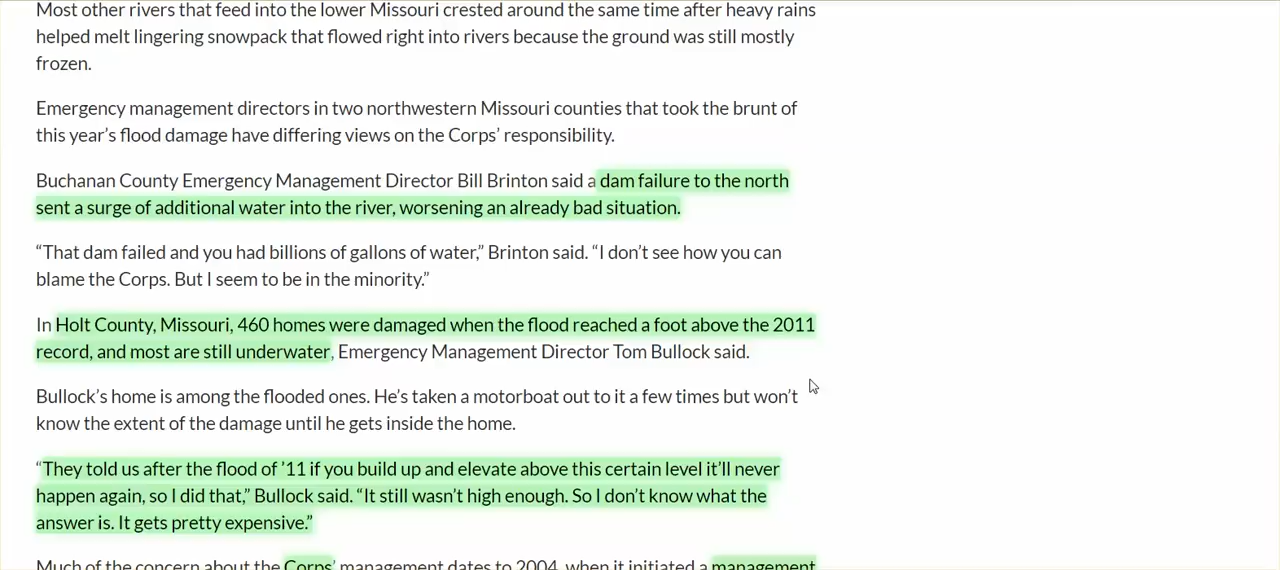 Most other rivers that feed into the lower Missouri crested around the same time after heavy rains
helped melt lingering snowpack that flowed right into rivers because the ground was still mostly
frozen.
Emergency management directors in two northwestern Missouri counties that took the brunt of
this year’s flood damage have differing views on the Corps’ responsibility.
Buchanan County Emergency Management Director Bill Brinton said a dam failure to the north
sent a surge of additional water into the river, worsening an already bad situation.
“That dam failed and you had billions of gallons of water,” Brinton said. “I don’t see how you can
blame the Corps. But I seem to be in the minority.”
In Holt County, Missouri, 460 homes were damaged when the flood reached a foot above the 2011
record, and most are still underwater, Emergency Management Director Tom Bullock said.
Bullock’s home is among the flooded ones. He’s taken a motorboat out to it a few times but won’t
know the extent of the damage until he gets inside the home.
“They told us after the flood of ’11 if you build up and elevate above this certain level it’ll never
happen again, so I did that,” Bullock said. “It still wasn’t high enough. So I don’t know what the
answer is. It gets pretty expensive.”
Much of the concern about the Corps’ management dates to 2004, when it initiated a management